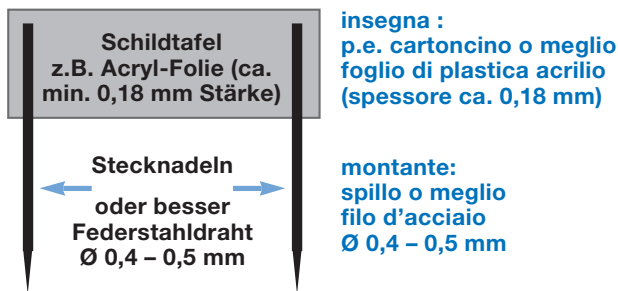 Schildtafel
z.B. Acryl-Folie (ca.
min. 0,18 mm Stärke)
insegna :
p.e. cartoncino o meglio
foglio di plastica acrilio
(spessore ca. 0,18 mm)
Stecknadeln
oder besser
Federstahldraht
Ø 0,4 – 0,5 mm
montante:
spillo o meglio
filo d’acciaio
Ø 0,4 – 0,5 mm